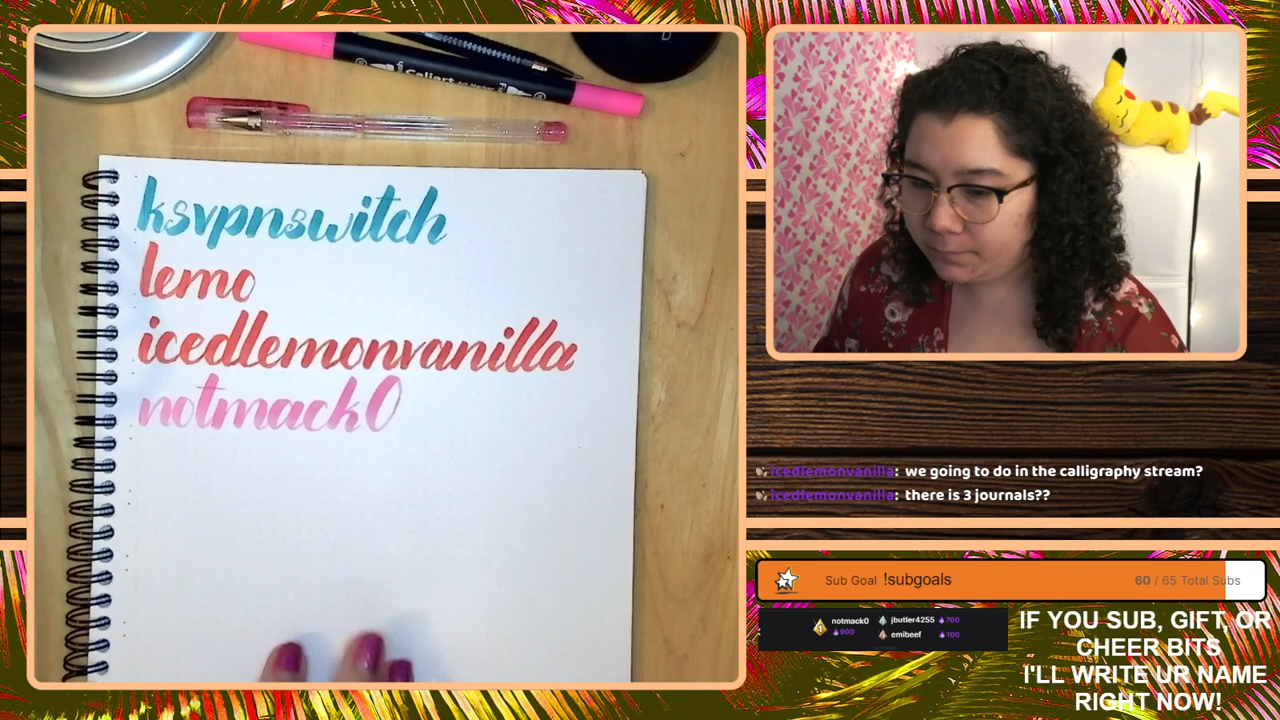 Caliart
ksvpnswitch
lemo
icedlemonvanilla
notmack0
icedlemonvanilla: we going to do in the calligraphy stream?
icedlemonvanilla: there is 3 journals??
Sub Goal !subgoals 60 / 65 Total Subs
1 notmack0 900
jbutler4255 700
emibeef 100
IF YOU SUB, GIFT, OR
CHEER BITS
I'LL WRITE UR NAME
RIGHT NOW!